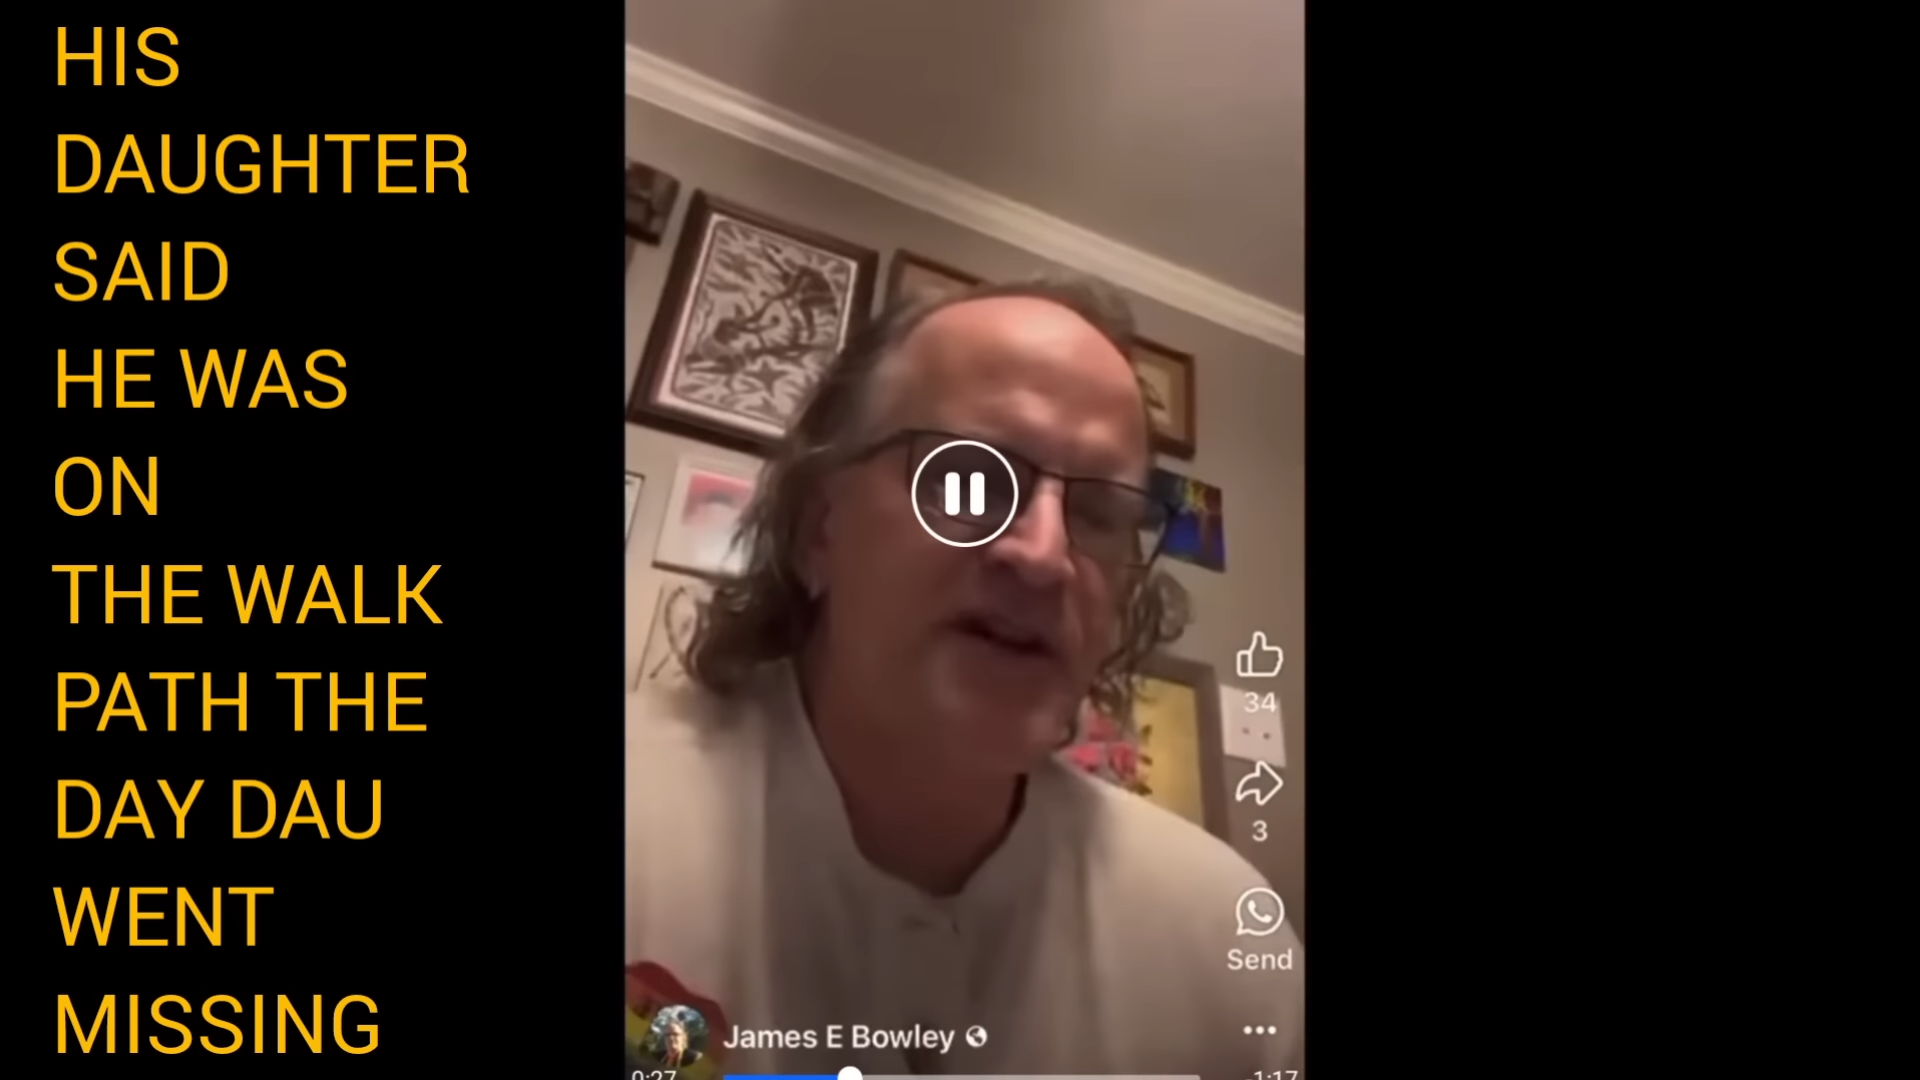 HIS
DAUGHTER
SAID
HE WAS
ON
THE WALK
PATH THE
DAY DAU
WENT
MISSING
34
3
Send
James E Bowley
0:27
-1:17